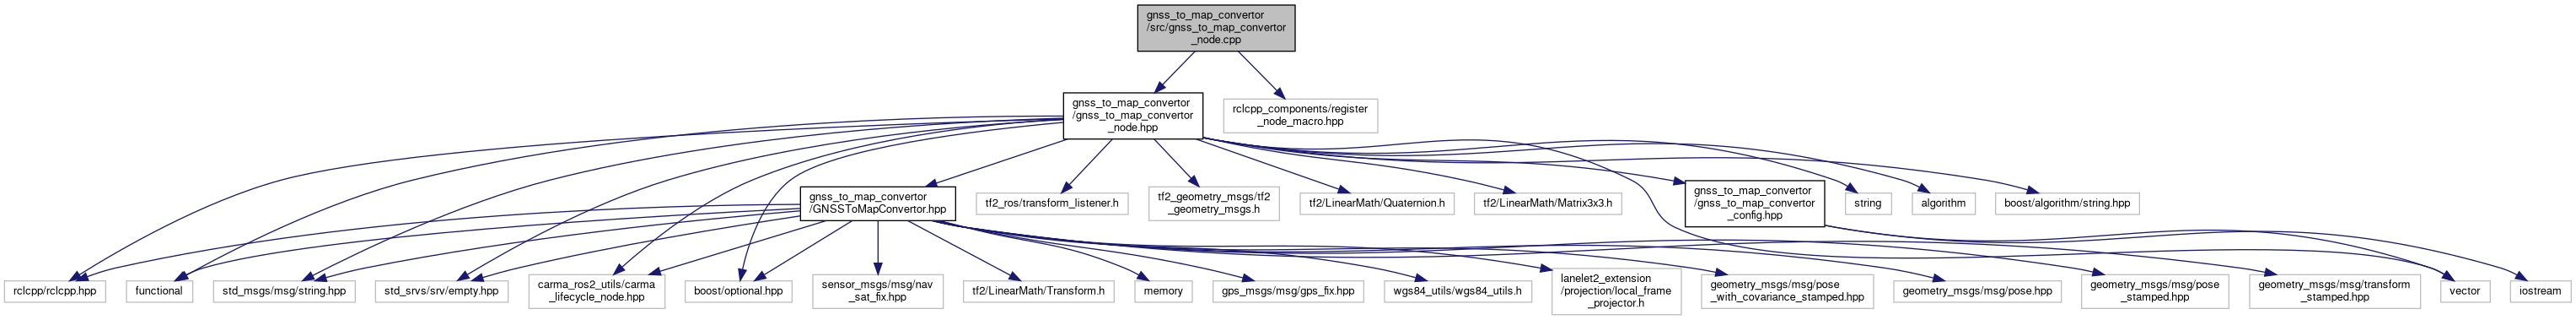 gnss_to_map_convertor
/src/gnss_to_map_convertor
_node.cpp
gnss_to_map_convertor
/gnss_to_map_convertor
_node.hpp
rclcpp_components/register
_node_macro.hpp
gnss_to_map_convertor
/GNSSToMapConvertor.hpp
tf2_ros/transform_listener.h
tf2_geometry_msgs/tf2
_geometry_msgs.h
tf2/LinearMath/Quaternion.h
tf2/LinearMath/Matrix3x3.h
gnss_to_map_convertor
/gnss_to_map_convertor
_config.hpp
string
algorithm
boost/algorithm/string.hpp
rclcpp/rclcpp.hpp
functional
std_msgs/msg/string.hpp
std_srvs/srv/empty.hpp
carma_ros2_utils/carma
_lifecycle_node.hpp
boost/optional.hpp
sensor_msgs/msg/nav
_sat_fix.hpp
tf2/LinearMath/Transform.h
memory
gps_msgs/msg/gps_fix.hpp
wgs84_utils/wgs84_utils.h
lanelet2_extension
/projection/local_frame
_projector.h
geometry_msgs/msg/pose
_with_covariance_stamped.hpp
geometry_msgs/msg/pose.hpp
geometry_msgs/msg/pose
_stamped.hpp
geometry_msgs/msg/transform
_stamped.hpp
vector
iostream